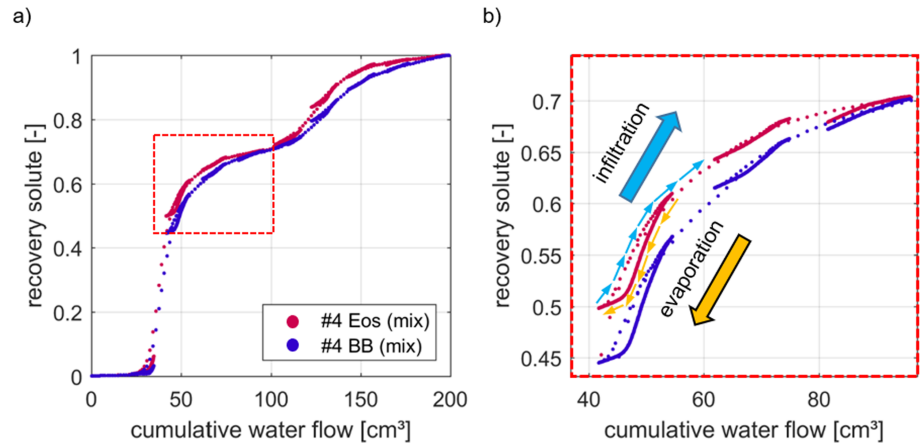 a)
recovery solute [-]
1
0.8
0.6
0.4
0.2
0
0
50
100
150
200
cumulative water flow [cm³]
#4 Eos (mix)
#4 BB (mix)
b)
recovery solute [-]
0.7
0.65
0.6
0.55
0.5
0.45
40
60
80
cumulative water flow [cm³]
infiltration
evaporation